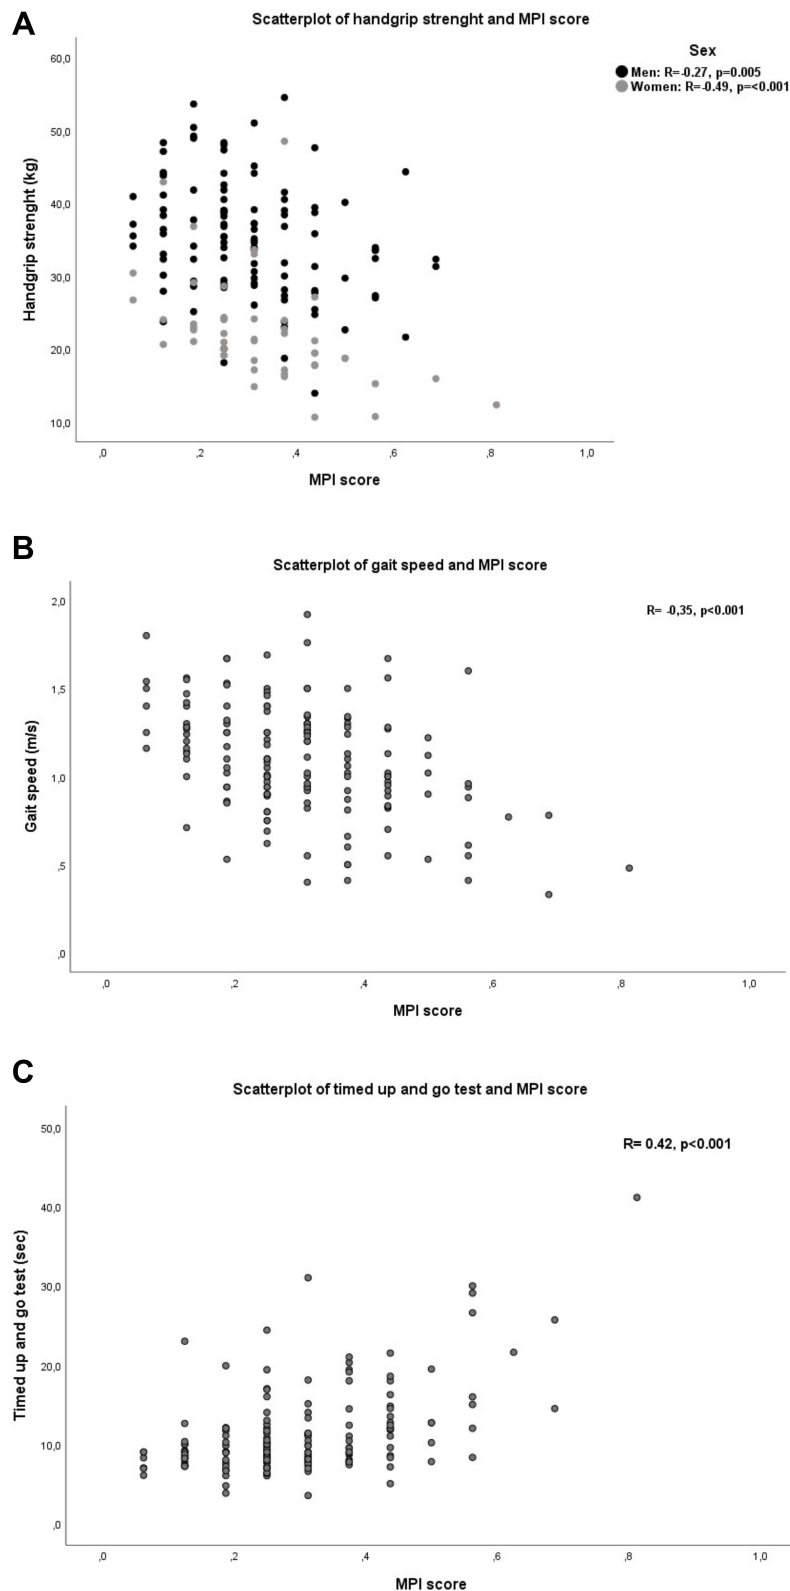 A
Scatterplot of handgrip strenght and MPI score
Sex
Men: R=-0.27, p=0.005
Women: R=-0.49, p=<0.001
Handgrip strenght (kg)
60,0
50,0
40,0
30,0
20,0
10,0
,0 ,2 ,4 ,6 ,8 1,0
MPI score
B
Scatterplot of gait speed and MPI score
R= -0,35, p<0.001
Gait speed (m/s)
2,0
1,5
1,0
,5
,0
,0 ,2 ,4 ,6 ,8 1,0
MPI score
C
Scatterplot of timed up and go test and MPI score
R= 0.42, p<0.001
Timed up and go test (sec)
50,0
40,0
30,0
20,0
10,0
,0
,0 ,2 ,4 ,6 ,8 1,0
MPI score